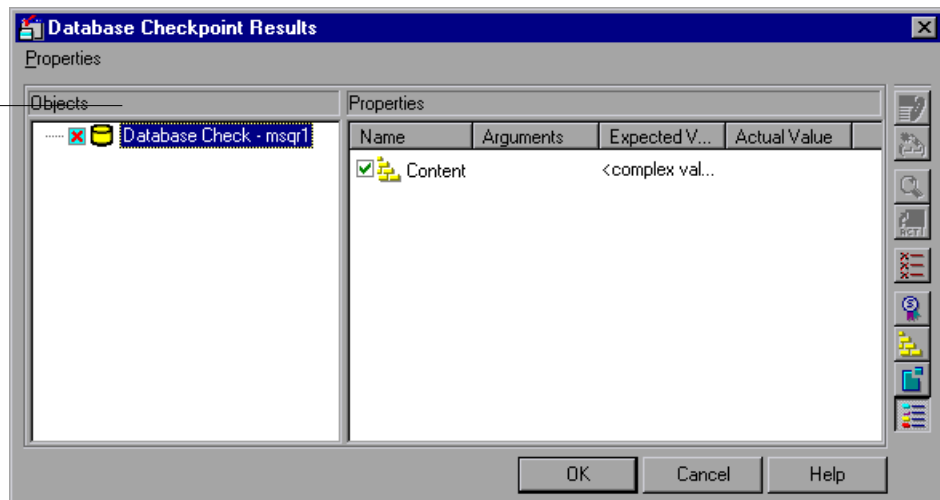 Database Checkpoint Results
Properties
Objects
Properties
Database Check - msqr1
Name Arguments Expected V... Actual Value
Content <complex val...
OK Cancel Help